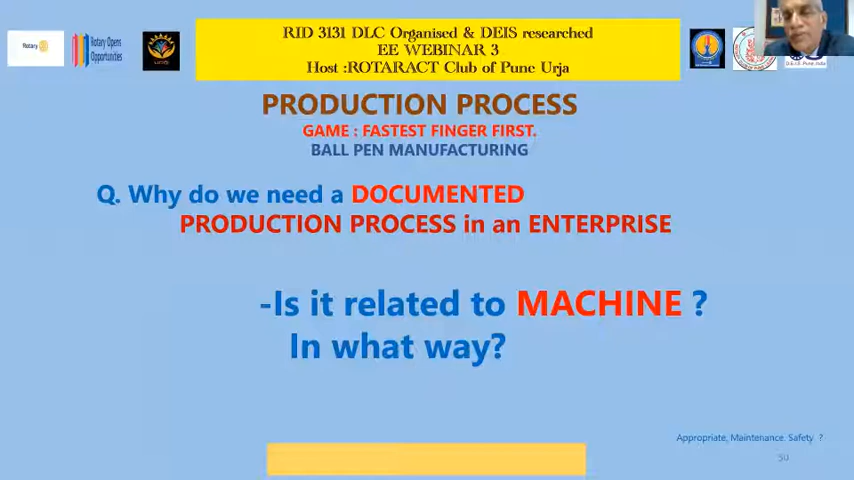 RID 3131 DLC Organised & DEIS researched
EE WEBINAR 3
Host :ROTARACT Club of Pune Urja
Rotary
Rotary Opens
Opportunities
PRODUCTION PROCESS
GAME : FASTEST FINGER FIRST.
BALL PEN MANUFACTURING
Q. Why do we need a DOCUMENTED
PRODUCTION PROCESS in an ENTERPRISE
-Is it related to MACHINE ?
In what way?
Appropriate, Maintenance. Safety ?
50